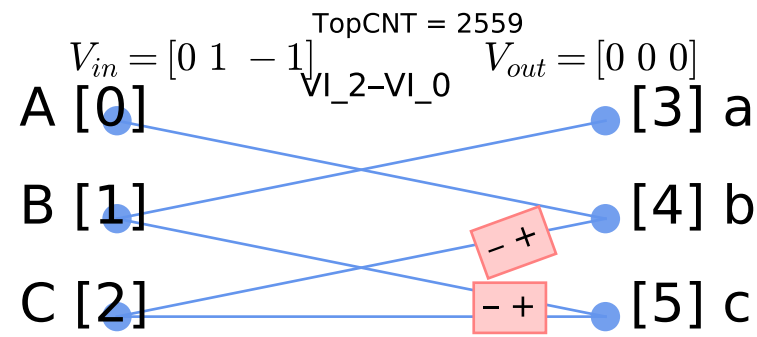 TopCNT = 2559
V_in = [0 1 −1] V_out = [0 0 0]
VI_2–VI_0
A [0] [3] a
B [1] [4] b
− +
C [2] − + [5] c